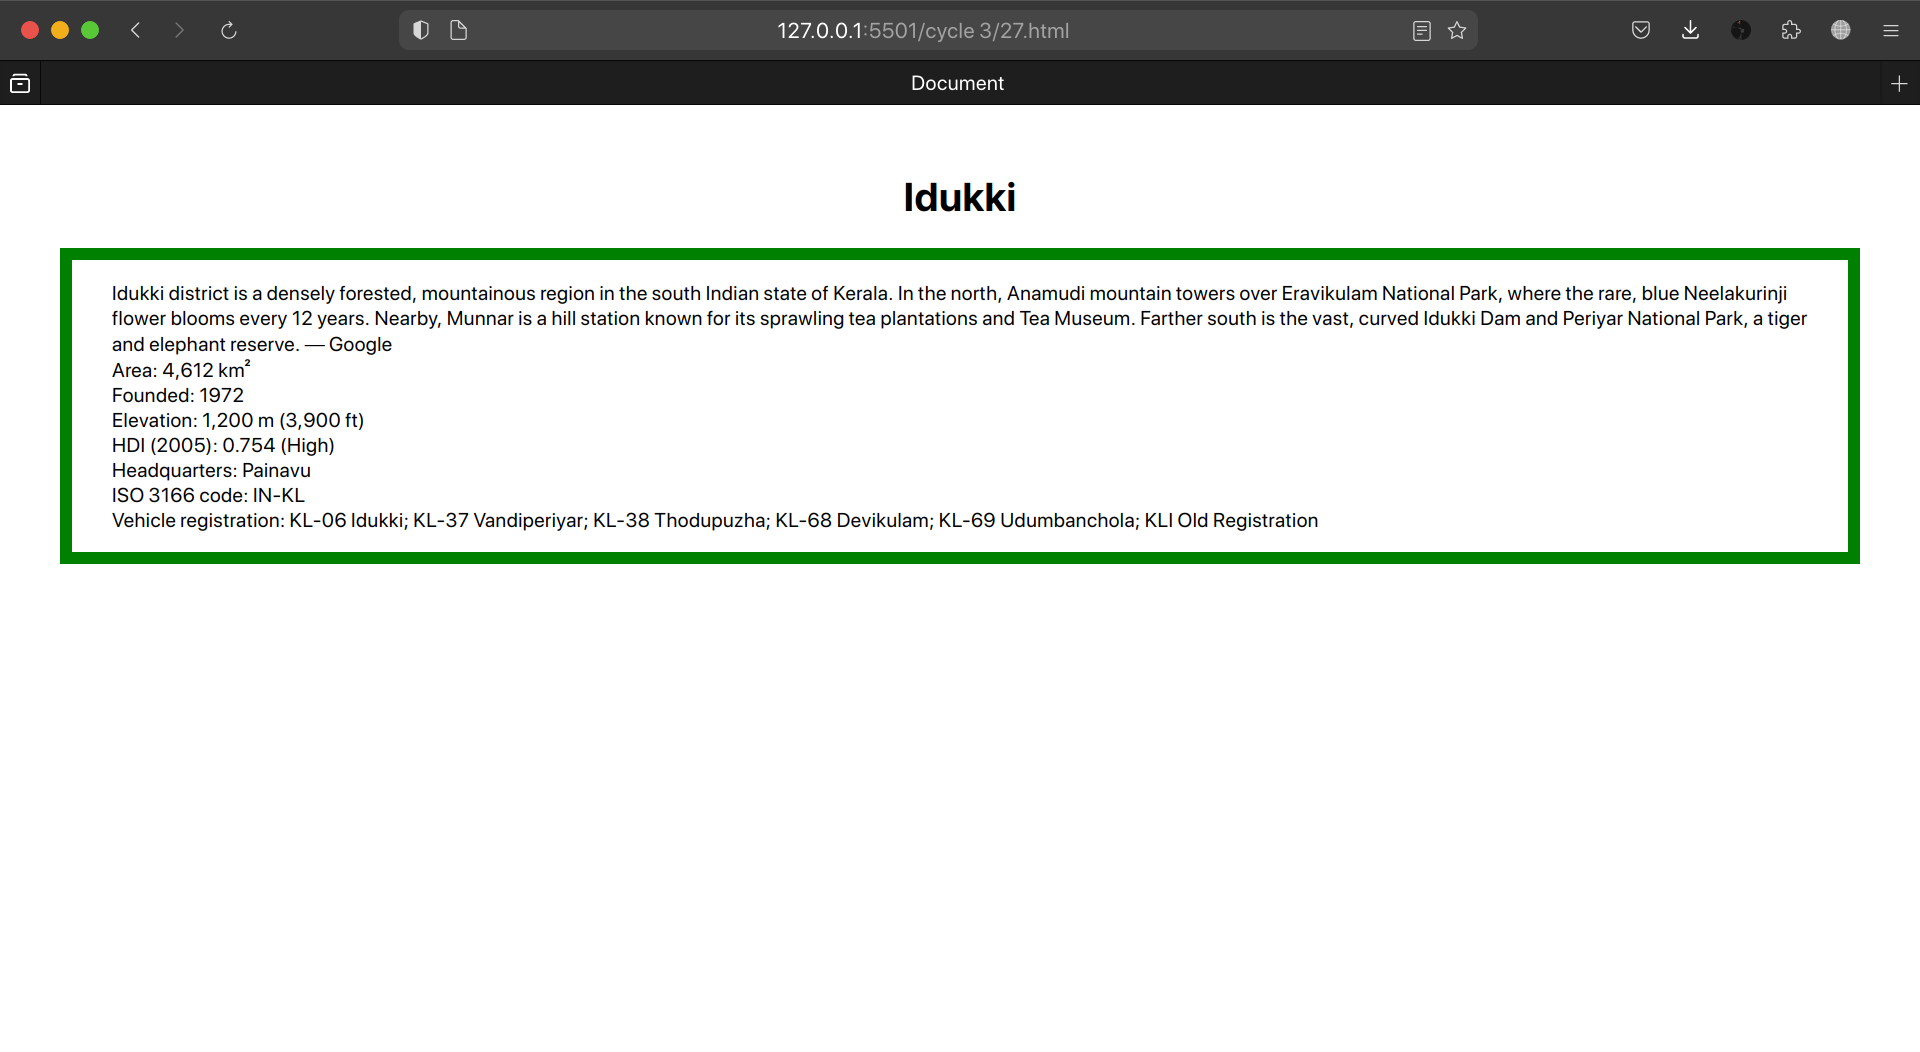 127.0.0.1:5501/cycle 3/27.html
Document
Idukki
Idukki district is a densely forested, mountainous region in the south Indian state of Kerala. In the north, Anamudi mountain towers over Eravikulam National Park, where the rare, blue Neelakurinji
flower blooms every 12 years. Nearby, Munnar is a hill station known for its sprawling tea plantations and Tea Museum. Farther south is the vast, curved Idukki Dam and Periyar National Park, a tiger
and elephant reserve. — Google
Area: 4,612 km²
Founded: 1972
Elevation: 1,200 m (3,900 ft)
HDI (2005): 0.754 (High)
Headquarters: Painavu
ISO 3166 code: IN-KL
Vehicle registration: KL-06 Idukki; KL-37 Vandiperiyar; KL-38 Thodupuzha; KL-68 Devikulam; KL-69 Udumbanchola; KLI Old Registration